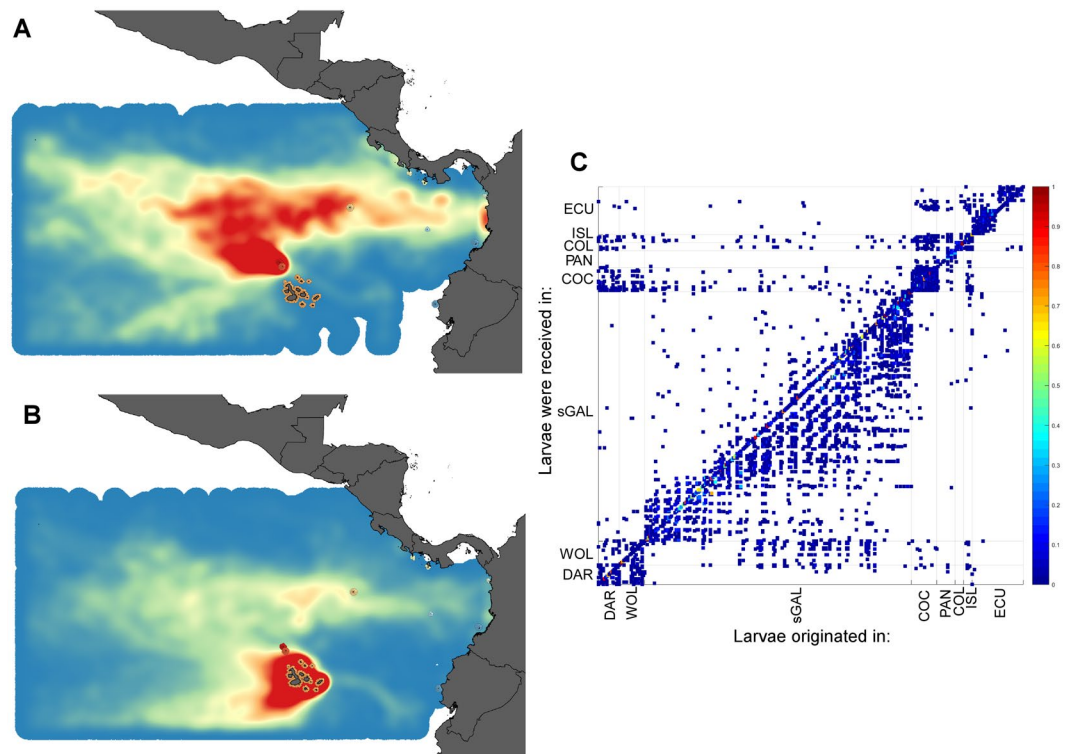 A
B
C
Larvae were received in:
ECU
ISL
COL
PAN
COC
sGAL
WOL
DAR
DAR
WOL
sGAL
COC
PAN
COL
ISL
ECU
Larvae originated in:
1
0.9
0.8
0.7
0.6
0.5
0.4
0.3
0.2
0.1
0